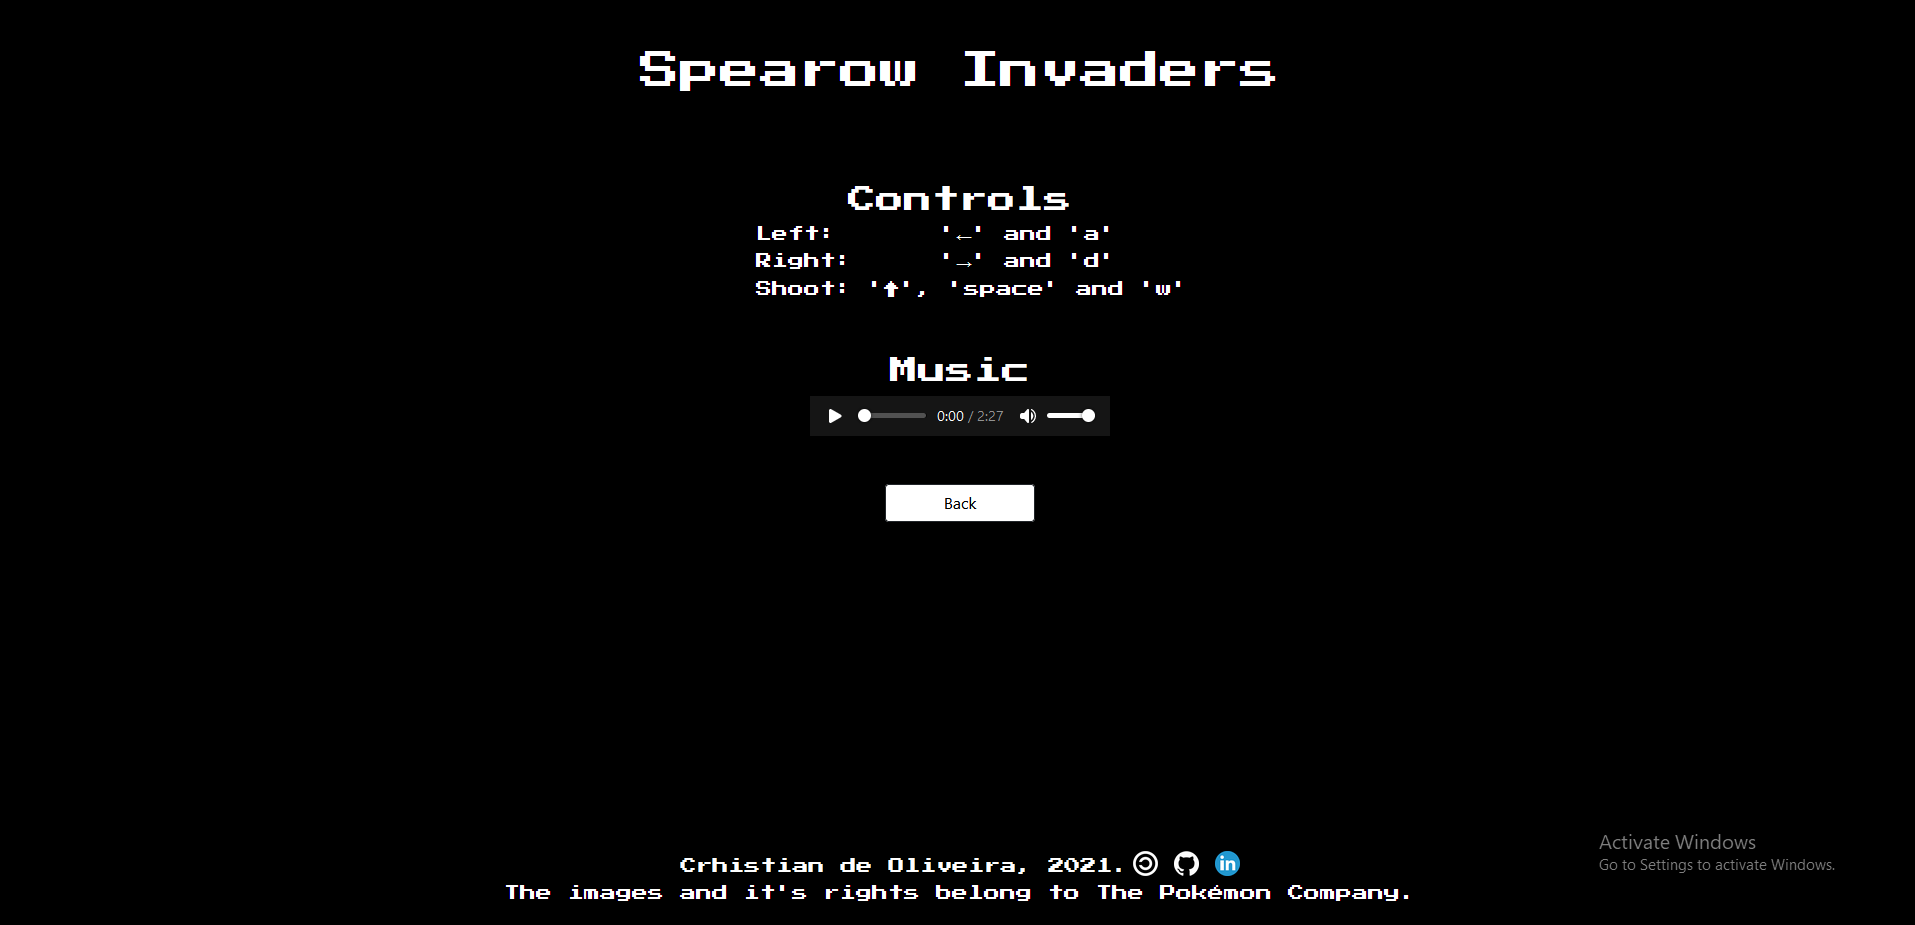 Spearow Invaders
Controls
Left: '←' and 'a'
Right: '→' and 'd'
Shoot: '↑', 'space' and 'w'
Music
0:00 / 2:27
Back
Activate Windows
Go to Settings to activate Windows.
Crhistian de Oliveira, 2021.
in
The images and it's rights belong to The Pokémon Company.